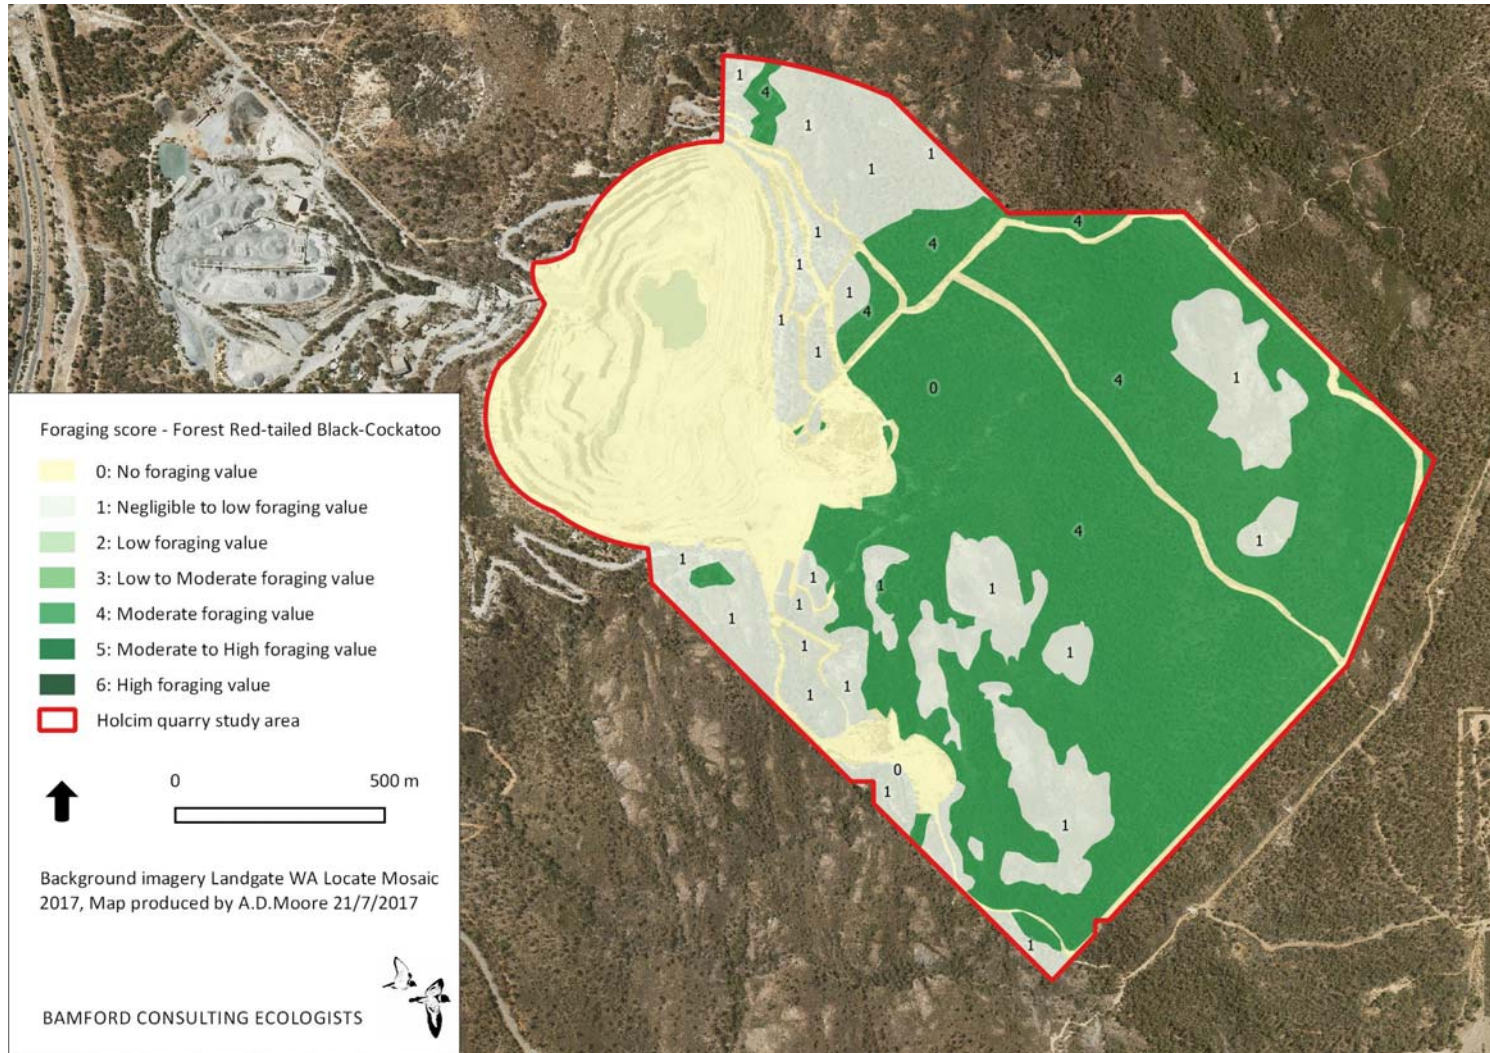 Foraging score - Forest Red-tailed Black-Cockatoo
0: No foraging value
1: Negligible to low foraging value
2: Low foraging value
3: Low to Moderate foraging value
4: Moderate foraging value
5: Moderate to High foraging value
6: High foraging value
Holcim quarry study area
0 500 m
Background imagery Landgate WA Locate Mosaic
2017, Map produced by A.D.Moore 21/7/2017
BAMFORD CONSULTING ECOLOGISTS
1
4
1
1
1
4
1
4
1
1
4
1
1
1
4
0
1
4
1
1
1
1
1
1
1
1
1
1
1
0
1
1
1